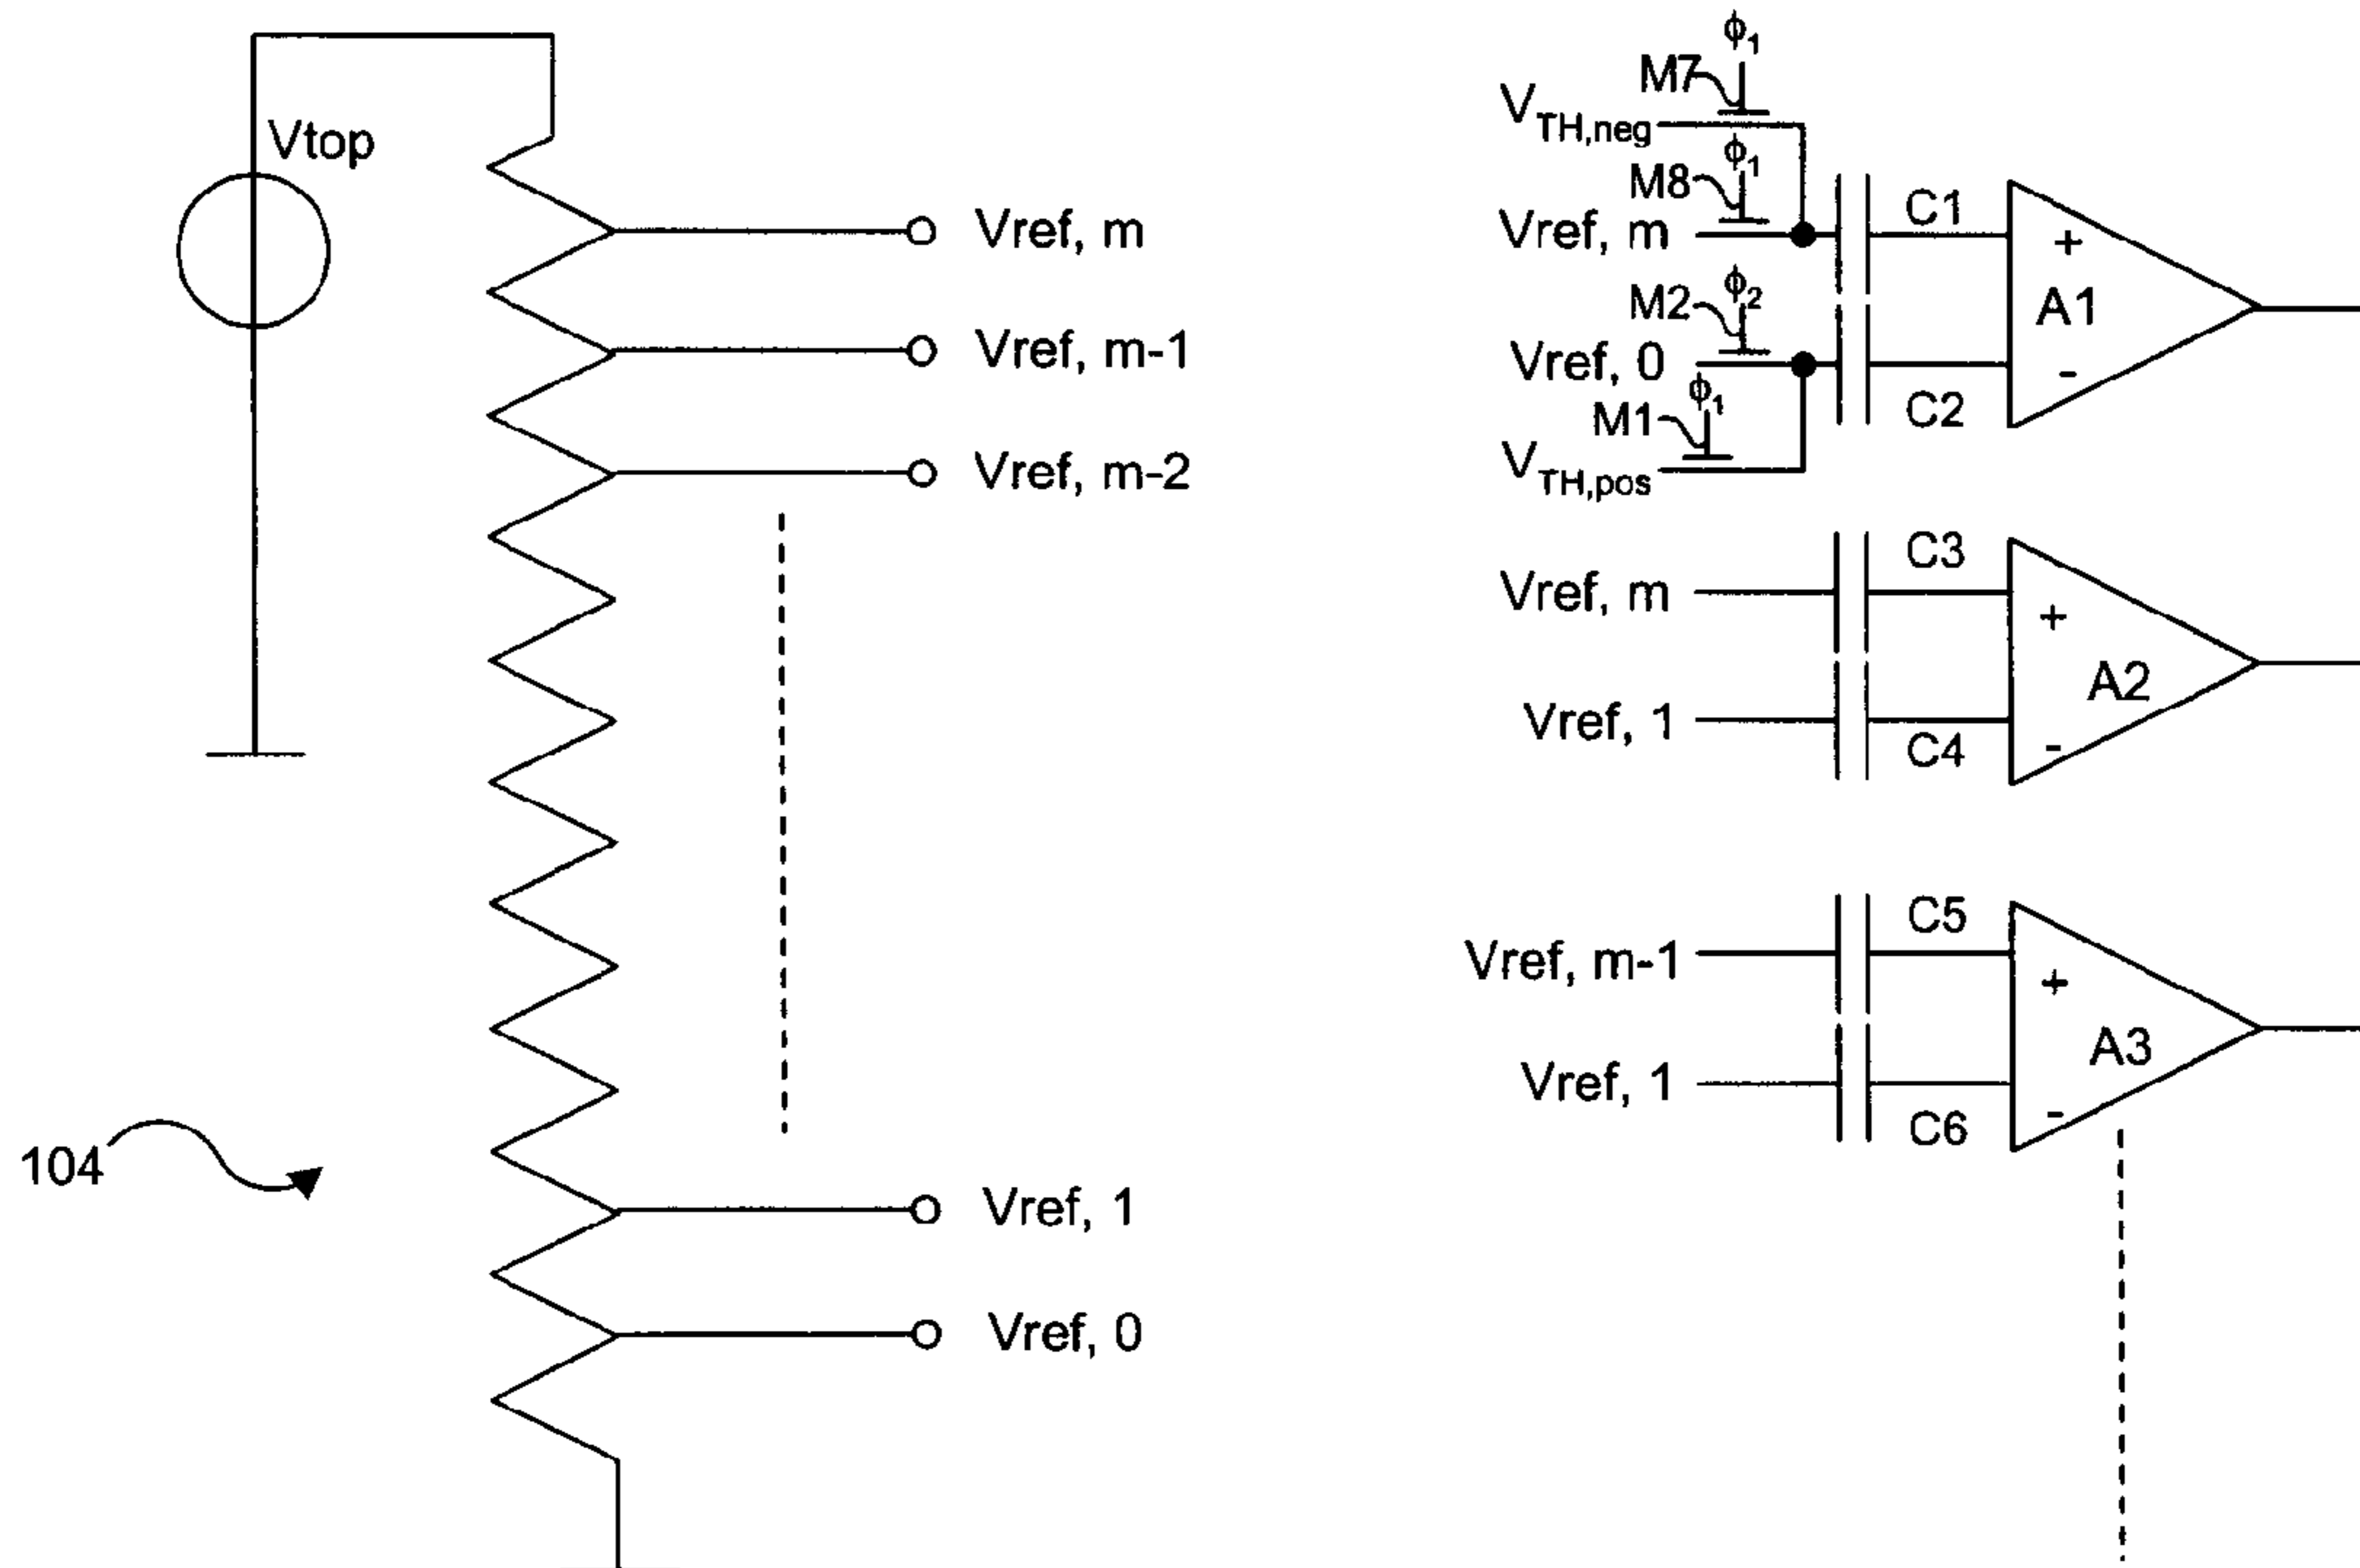 Vtop
Vref, m
Vref, m-1
Vref, m-2
Vref, 1
Vref, 0
104
ϕ1
M7
VTH,neg
ϕ1
M8
Vref, m
C1
+
A1
M2
ϕ2
Vref, 0
-
C2
ϕ1
M1
VTH,pos
C3
Vref, m
+
A2
Vref, 1
-
C4
C5
Vref, m-1
+
A3
Vref, 1
-
C6